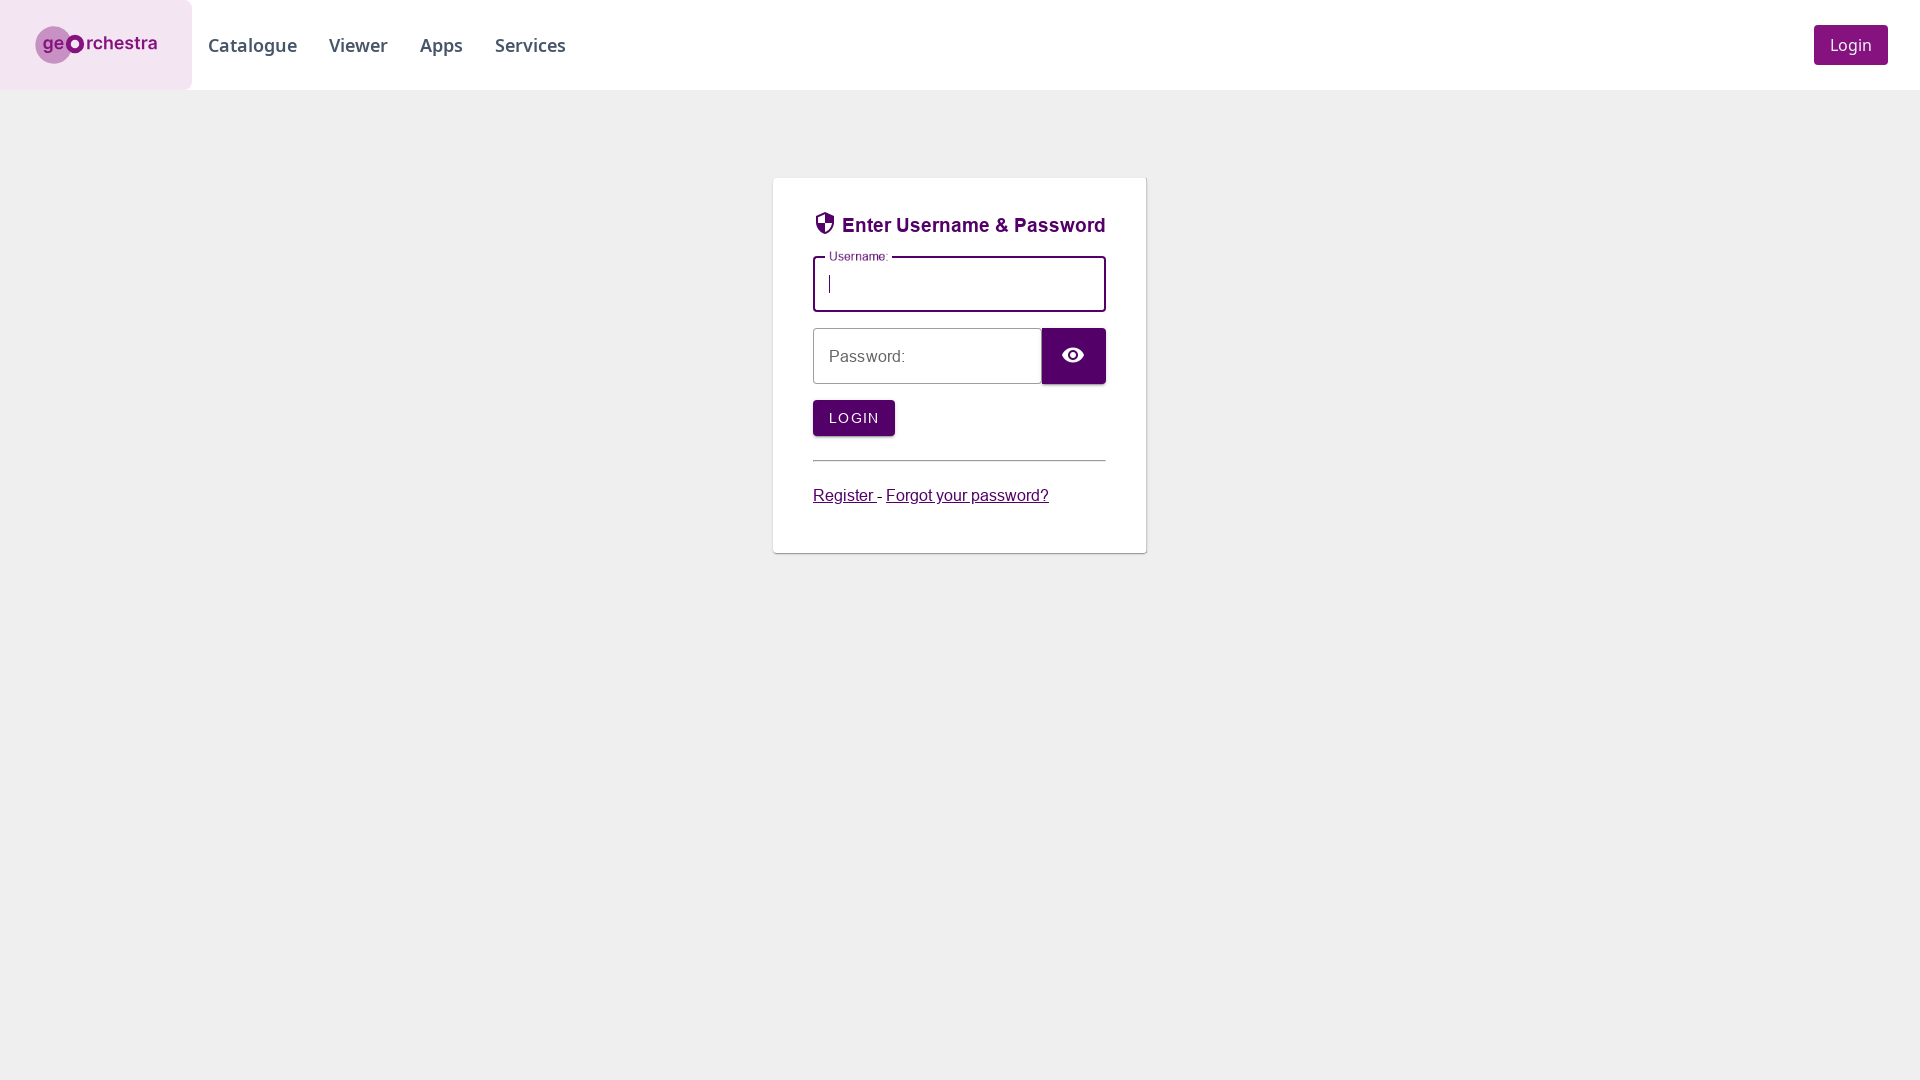 georchestra
Catalogue
Viewer
Apps
Services
Login
Enter Username & Password
Username:
Password:
LOGIN
Register - Forgot your password?